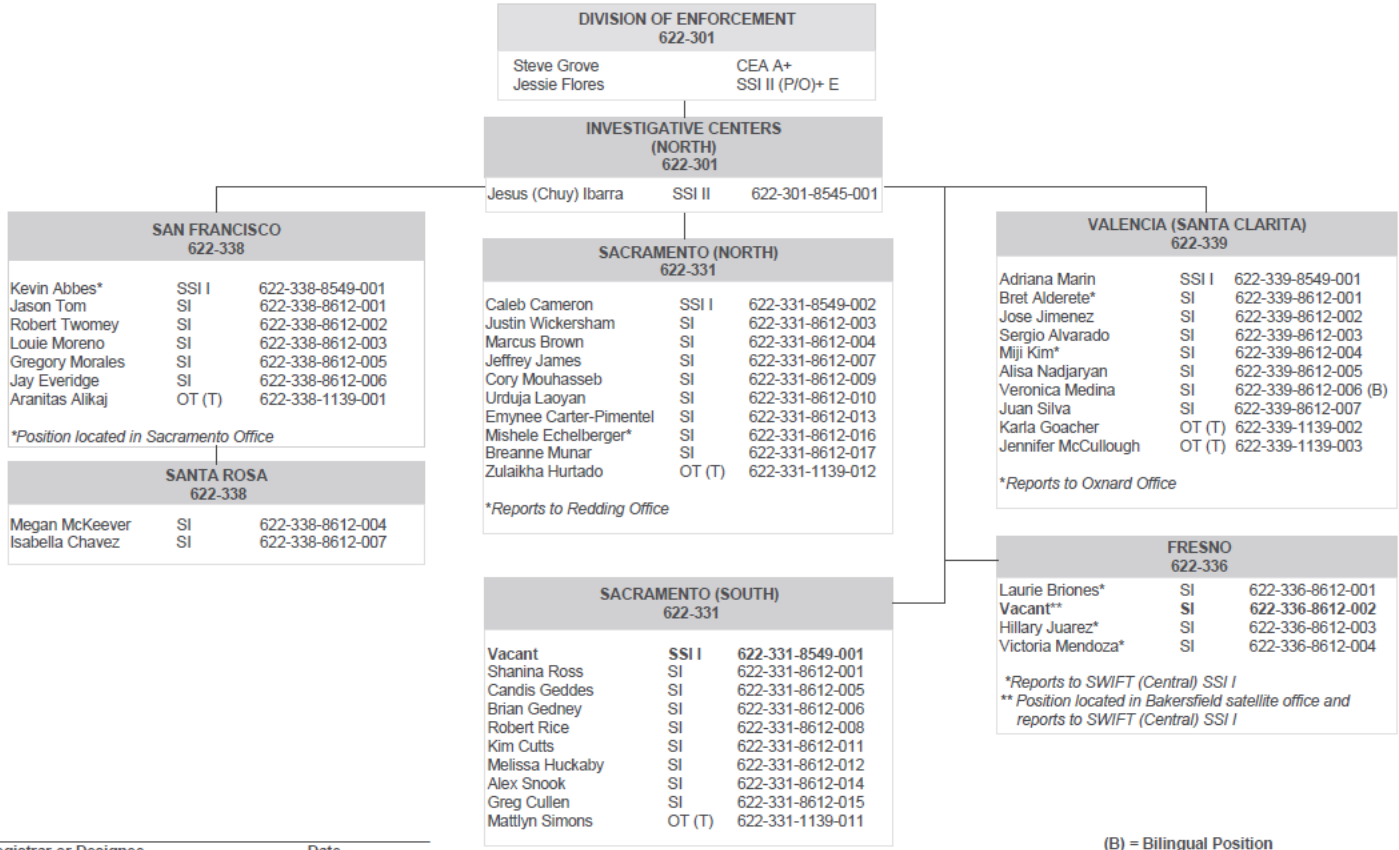 DIVISION OF ENFORCEMENT
622-301
Steve Grove CEA A+
Jessie Flores SSI II (P/O)+ E
INVESTIGATIVE CENTERS
(NORTH)
622-301
Jesus (Chuy) Ibarra SSI II 622-301-8545-001
SAN FRANCISCO
622-338
Kevin Abbes* SSI I 622-338-8549-001
Jason Tom SI 622-338-8612-001
Robert Twomey SI 622-338-8612-002
Louie Moreno SI 622-338-8612-003
Gregory Morales SI 622-338-8612-005
Jay Everidge SI 622-338-8612-006
Aranitas Alikaj OT (T) 622-338-1139-001
*Position located in Sacramento Office
SANTA ROSA
622-338
Megan McKeever SI 622-338-8612-004
Isabella Chavez SI 622-338-8612-007
SACRAMENTO (NORTH)
622-331
Caleb Cameron SSI I 622-331-8549-002
Justin Wickersham SI 622-331-8612-003
Marcus Brown SI 622-331-8612-004
Jeffrey James SI 622-331-8612-007
Cory Mouhasseb SI 622-331-8612-009
Urduja Laoyan SI 622-331-8612-010
Emynee Carter-Pimentel SI 622-331-8612-013
Mishele Echelberger* SI 622-331-8612-016
Breanne Munar SI 622-331-8612-017
Zulaikha Hurtado OT (T) 622-331-1139-012
*Reports to Redding Office
SACRAMENTO (SOUTH)
622-331
Vacant SSI I 622-331-8549-001
Shanina Ross SI 622-331-8612-001
Candis Geddes SI 622-331-8612-005
Brian Gedney SI 622-331-8612-006
Robert Rice SI 622-331-8612-008
Kim Cutts SI 622-331-8612-011
Melissa Huckaby SI 622-331-8612-012
Alex Snook SI 622-331-8612-014
Greg Cullen SI 622-331-8612-015
Mattlyn Simons OT (T) 622-331-1139-011
VALENCIA (SANTA CLARITA)
622-339
Adriana Marin SSI I 622-339-8549-001
Bret Alderete* SI 622-339-8612-001
Jose Jimenez SI 622-339-8612-002
Sergio Alvarado SI 622-339-8612-003
Miji Kim* SI 622-339-8612-004
Alisa Nadjaryan SI 622-339-8612-005
Veronica Medina SI 622-339-8612-006 (B)
Juan Silva SI 622-339-8612-007
Karla Goacher OT (T) 622-339-1139-002
Jennifer McCullough OT (T) 622-339-1139-003
*Reports to Oxnard Office
FRESNO
622-336
Laurie Briones* SI 622-336-8612-001
Vacant** SI 622-336-8612-002
Hillary Juarez* SI 622-336-8612-003
Victoria Mendoza* SI 622-336-8612-004
*Reports to SWIFT (Central) SSI I
** Position located in Bakersfield satellite office and
reports to SWIFT (Central) SSI I
or Designee Date
(B) = Bilingual Position